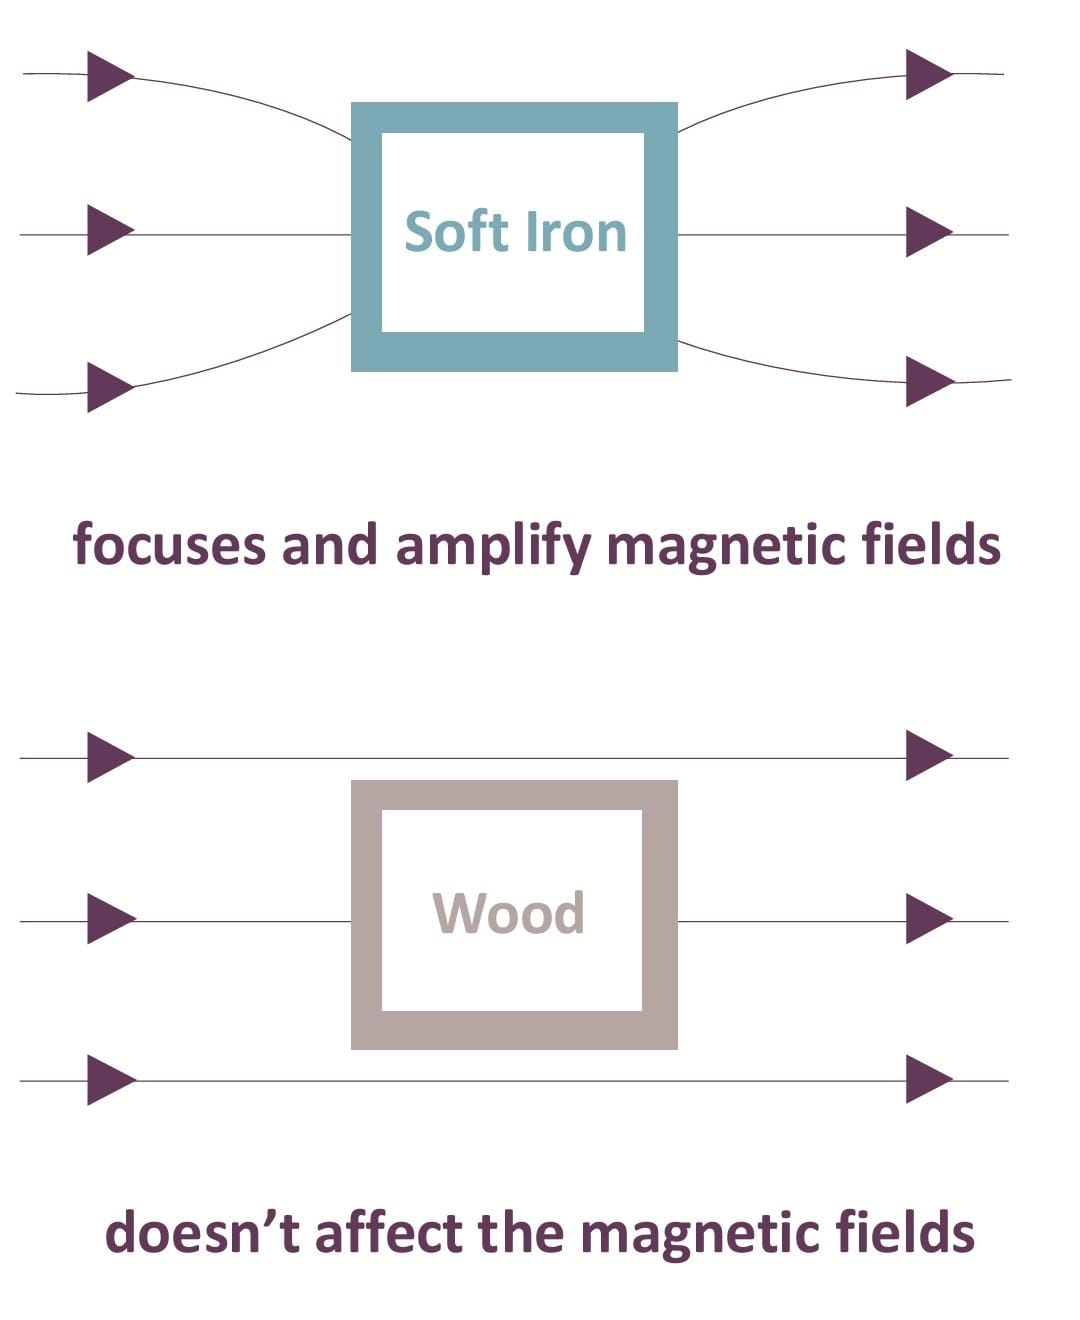 Soft Iron
focuses and amplify magnetic fields
Wood
doesn’t affect the magnetic fields